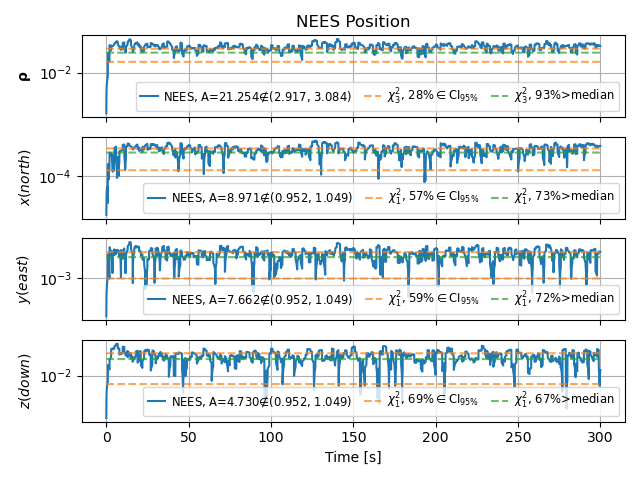 NEES Position
ρ
10⁻²
NEES, A=21.254∉(2.917, 3.084) χ²₃, 28%∈CI₉₅% χ²₃, 93%>median
x(north)
10⁻⁴
NEES, A=8.971∉(0.952, 1.049) χ²₁, 57%∈CI₉₅% χ²₁, 73%>median
y(east)
10⁻³
NEES, A=7.662∉(0.952, 1.049) χ²₁, 59%∈CI₉₅% χ²₁, 72%>median
z(down)
10⁻²
NEES, A=4.730∉(0.952, 1.049) χ²₁, 69%∈CI₉₅% χ²₁, 67%>median
0 50 100 150 200 250 300
Time [s]